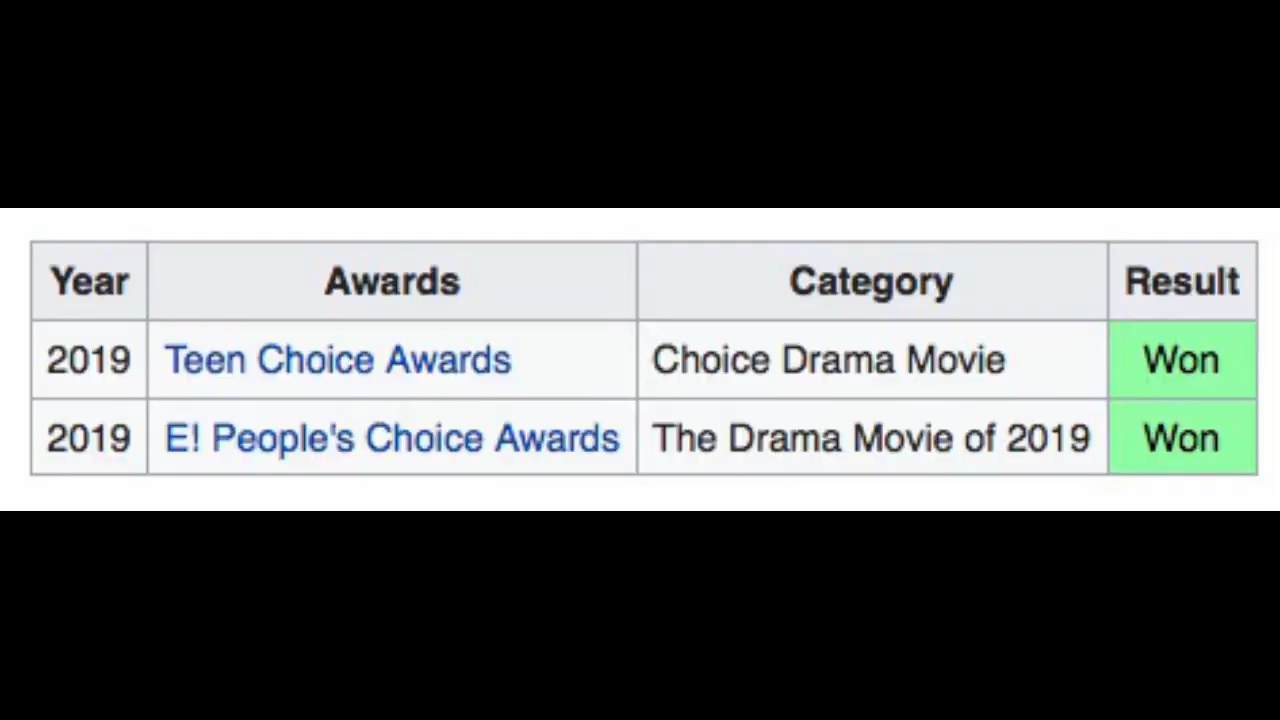 Year Awards Category Result
2019 Teen Choice Awards Choice Drama Movie Won
2019 E! People's Choice Awards The Drama Movie of 2019 Won